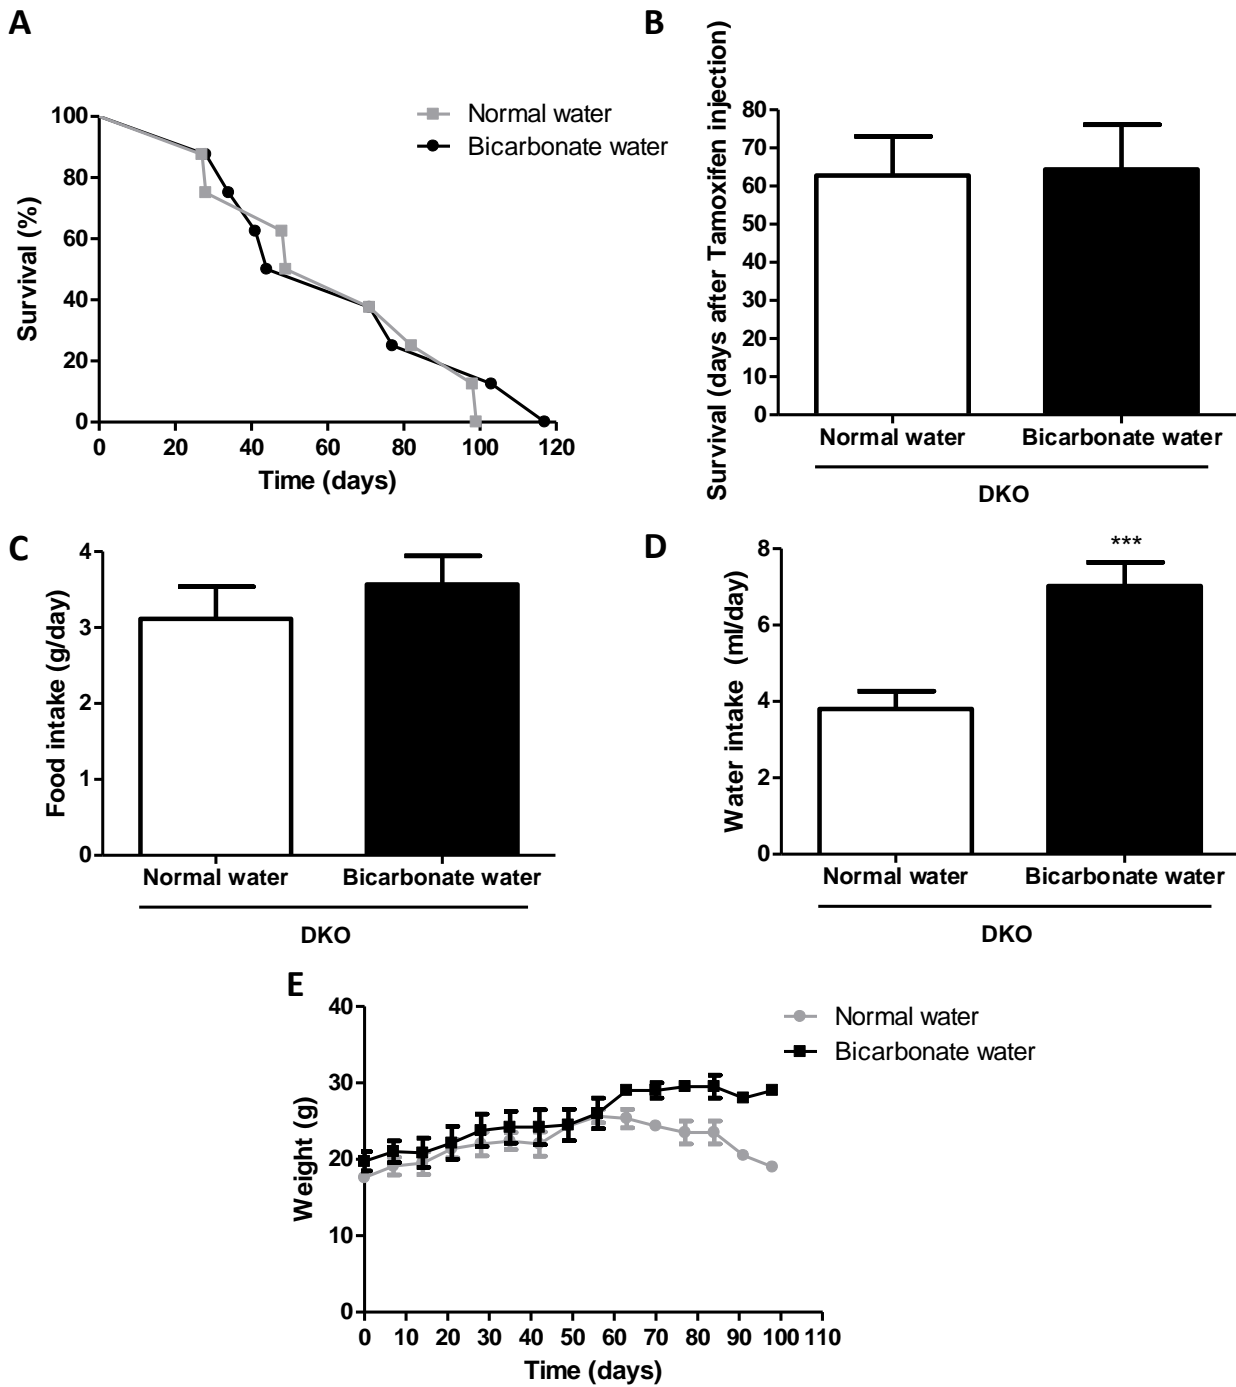 A
B
Normal water
Bicarbonate water
Survival (%)
100
80
60
40
20
0
0 20 40 60 80 100 120
Time (days)
Survival (days after Tamoxifen injection)
80
70
60
50
40
30
20
10
0
Normal water Bicarbonate water
DKO
C
Food intake (g/day)
4
3
2
1
0
Normal water Bicarbonate water
DKO
D
***
Water intake (ml/day)
8
6
4
2
0
Normal water Bicarbonate water
DKO
E
Normal water
Bicarbonate water
Weight (g)
40
30
20
10
0
0 10 20 30 40 50 60 70 80 90 100 110
Time (days)